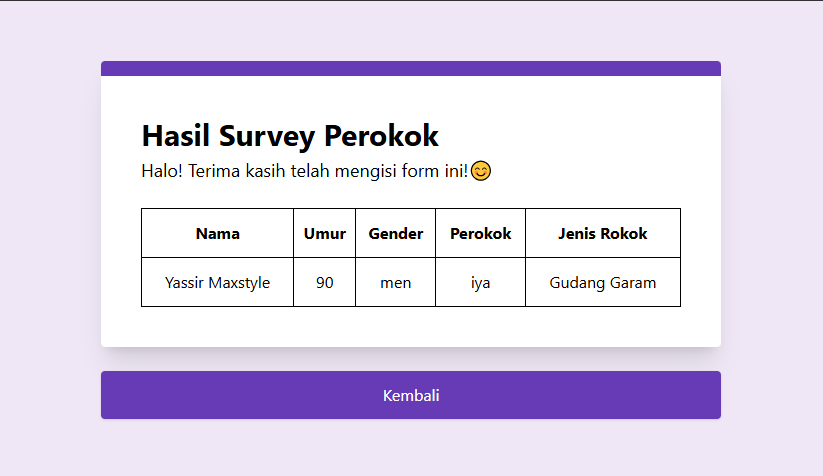 Hasil Survey Perokok
Halo! Terima kasih telah mengisi form ini!😊
Nama Umur Gender Perokok Jenis Rokok
Yassir Maxstyle 90 men iya Gudang Garam
Kembali